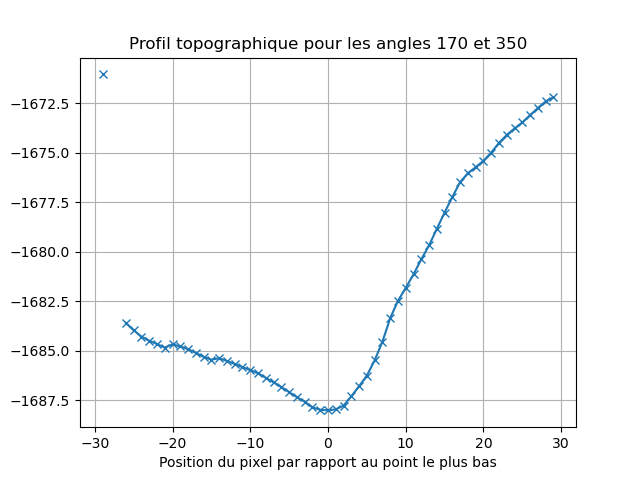 Profil topographique pour les angles 170 et 350
−1672.5
−1675.0
−1677.5
−1680.0
−1682.5
−1685.0
−1687.5
−30 −20 −10 0 10 20 30
Position du pixel par rapport au point le plus bas